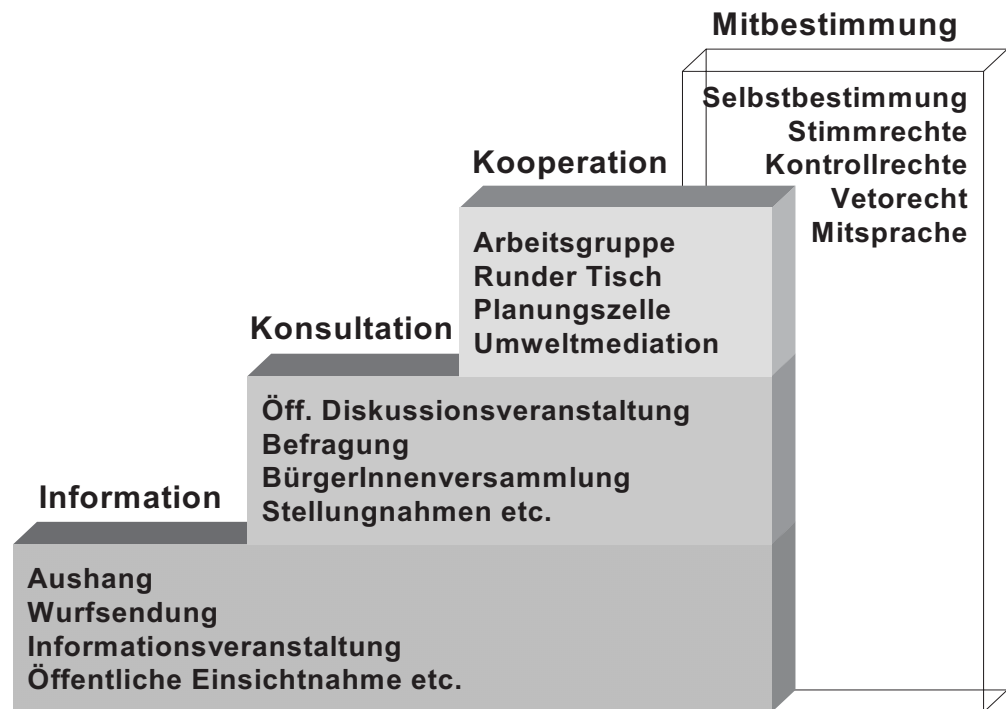 Mitbestimmung
Selbstbestimmung
Stimmrechte
Kontrollrechte
Vetorecht
Mitsprache
Kooperation
Arbeitsgruppe
Runder Tisch
Planungszelle
Umweltmediation
Konsultation
Öff. Diskussionsveranstaltung
Befragung
BürgerInnenversammlung
Stellungnahmen etc.
Information
Aushang
Wurfsendung
Informationsveranstaltung
Öffentliche Einsichtnahme etc.